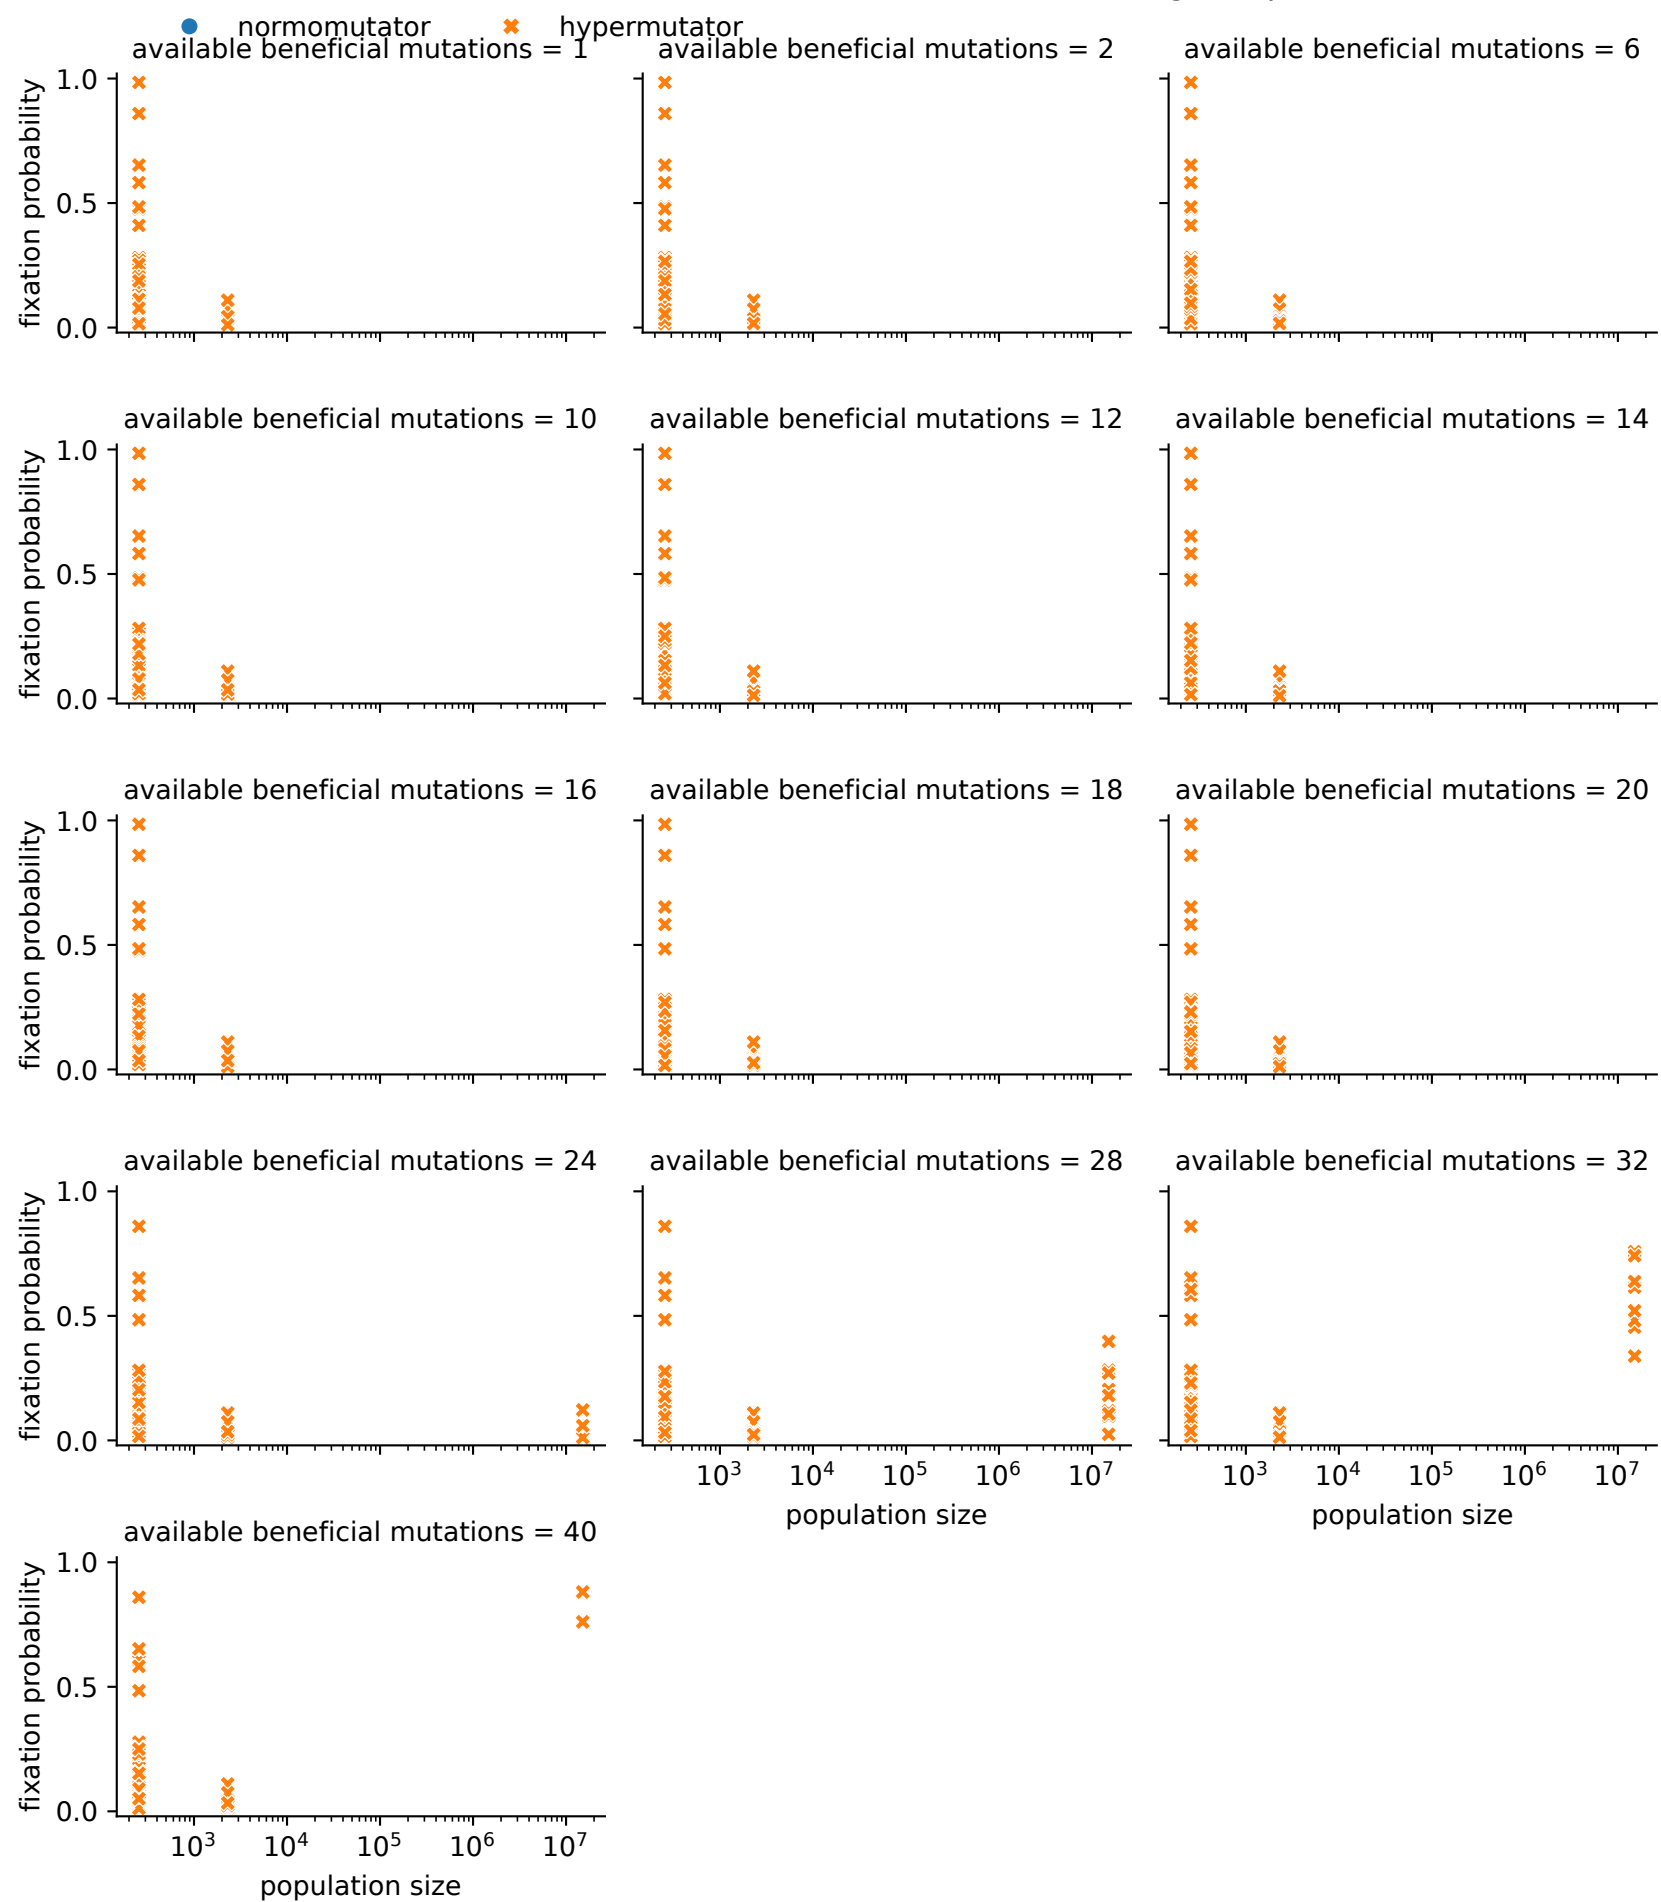 normomutator hypermutator
available beneficial mutations = 1 available beneficial mutations = 2 available beneficial mutations = 6
fixation probability
1.0
0.5
0.0
available beneficial mutations = 10 available beneficial mutations = 12 available beneficial mutations = 14
fixation probability
1.0
0.5
0.0
available beneficial mutations = 16 available beneficial mutations = 18 available beneficial mutations = 20
fixation probability
1.0
0.5
0.0
available beneficial mutations = 24 available beneficial mutations = 28 available beneficial mutations = 32
fixation probability
1.0
0.5
0.0
10³ 10⁴ 10⁵ 10⁶ 10⁷ 10³ 10⁴ 10⁵ 10⁶ 10⁷
population size population size
available beneficial mutations = 40
fixation probability
1.0
0.5
0.0
10³ 10⁴ 10⁵ 10⁶ 10⁷
population size